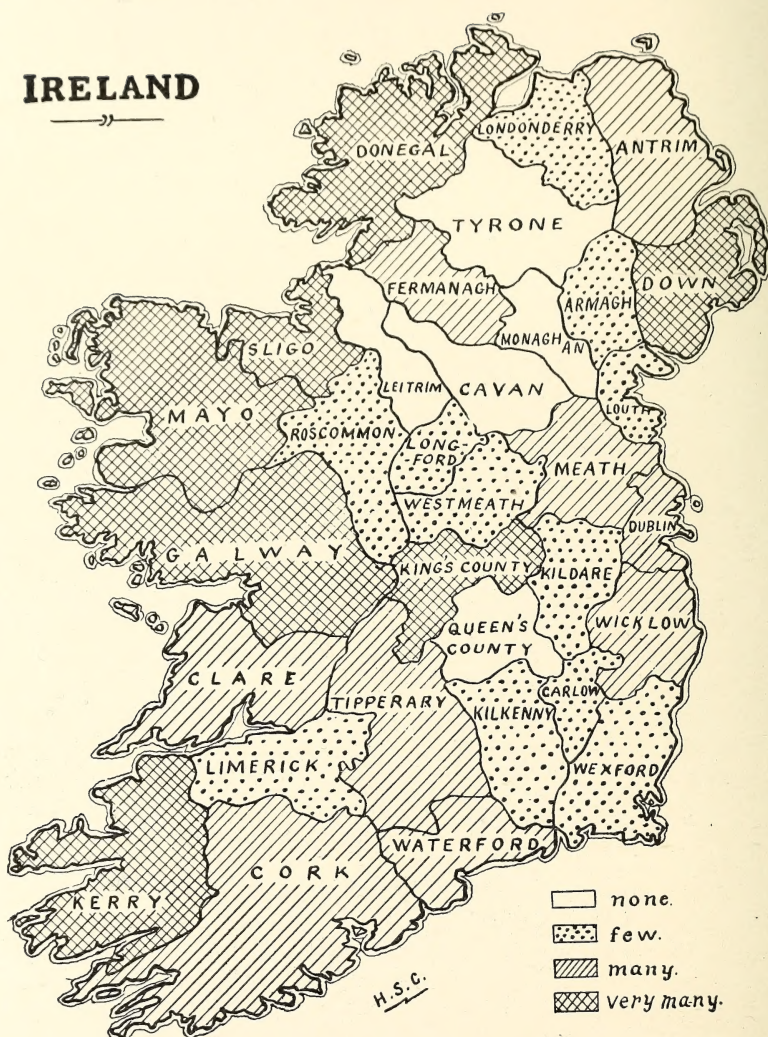 IRELAND
LONDONDERRY
ANTRIM
DONEGAL
TYRONE
FERMANAGH
ARMAGH
DOWN
MONAGHAN
SLIGO
LEITRIM
CAVAN
LOUTH
MAYO
ROSCOMMON
LONG-
FORD
MEATH
WESTMEATH
DUBLIN
GALWAY
KING'S COUNTY
KILDARE
QUEEN'S
COUNTY
WICKLOW
CLARE
TIPPERARY
CARLOW
KILKENNY
LIMERICK
WEXFORD
WATERFORD
CORK
KERRY
none.
few.
many.
very many.
H.S.C.